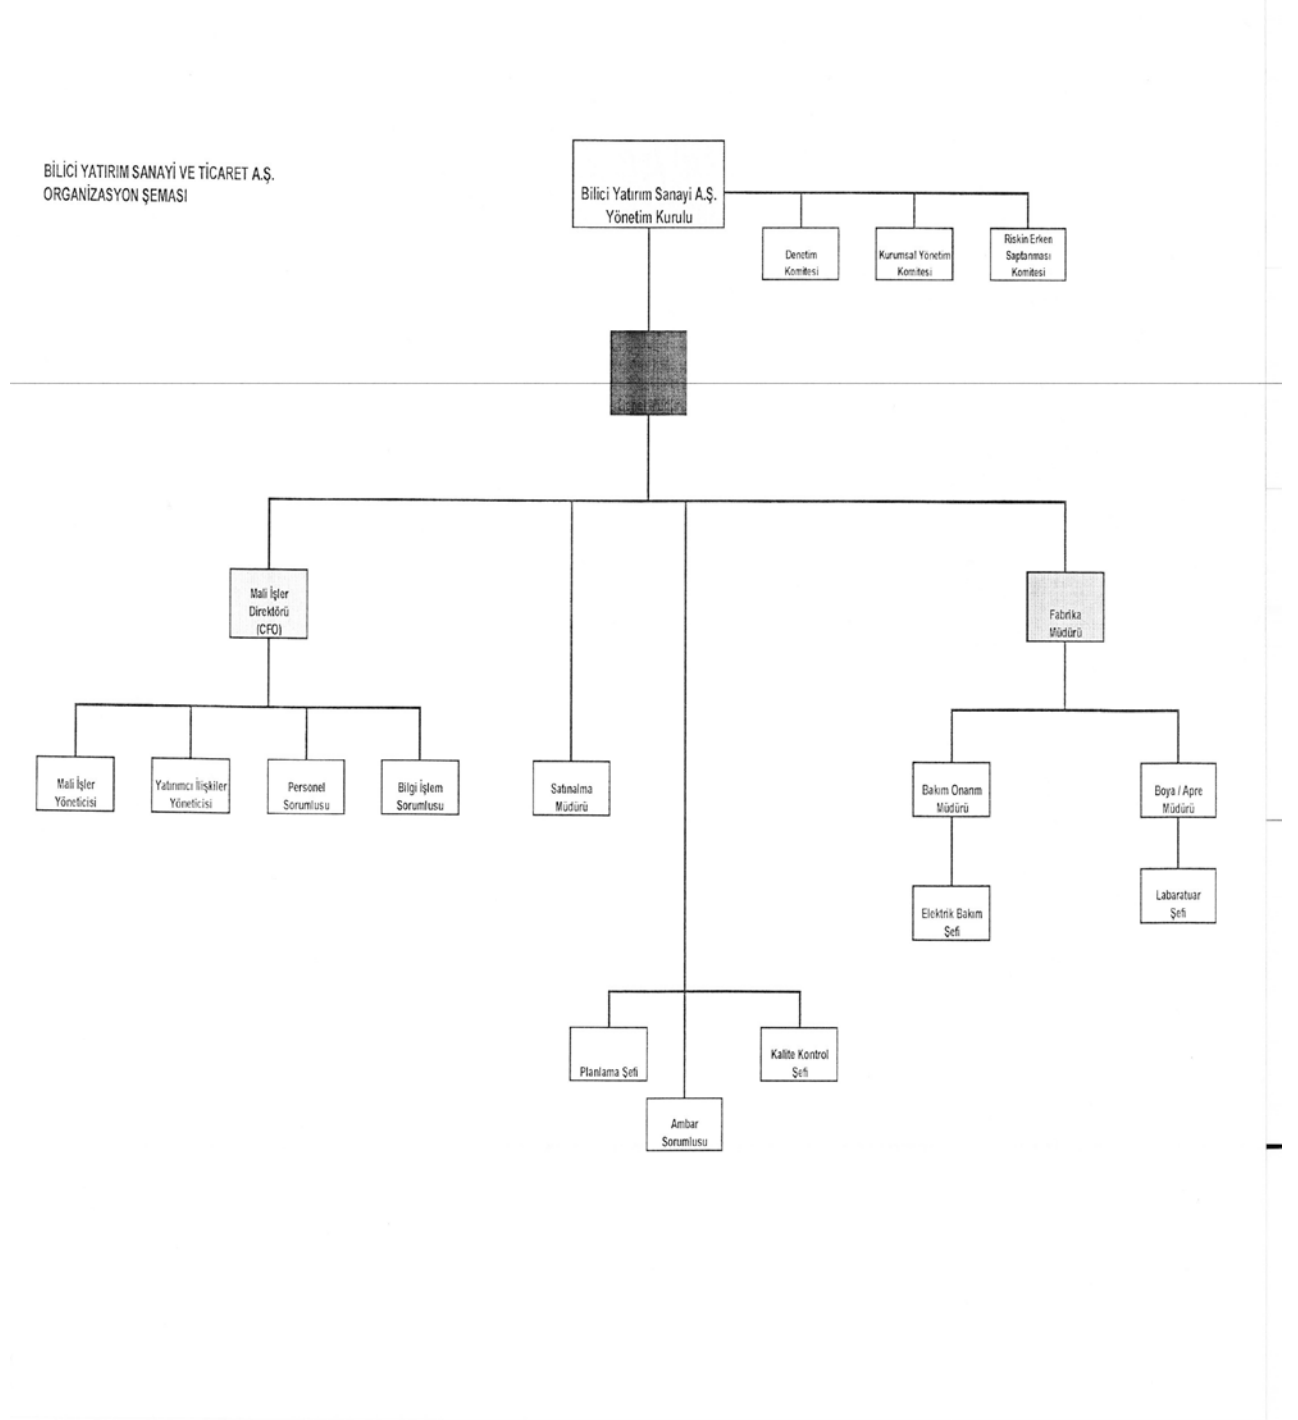 BİLİCİ YATIRIM SANAYİ VE TİCARET A.Ş.
ORGANİZASYON ŞEMASI
Bilici Yatırım Sanayi A.Ş.
Yönetim Kurulu
Denetim
Komitesi
Kurumsal Yönetim
Komitesi
Riskin Erken
Saptanması
Komitesi
Mali İşler
Direktörü
(CFO)
Fabrika
Müdürü
Mali İşler
Yöneticisi
Yatırımcı İlişkiler
Yöneticisi
Personel
Sorumlusu
Bilgi İşlem
Sorumlusu
Satınalma
Müdürü
Bakım Onarım
Müdürü
Boya / Apre
Müdürü
Elektrik Bakım
Şefi
Labaratuar
Şefi
Planlama Şefi
Kalite Kontrol
Şefi
Ambar
Sorumlusu